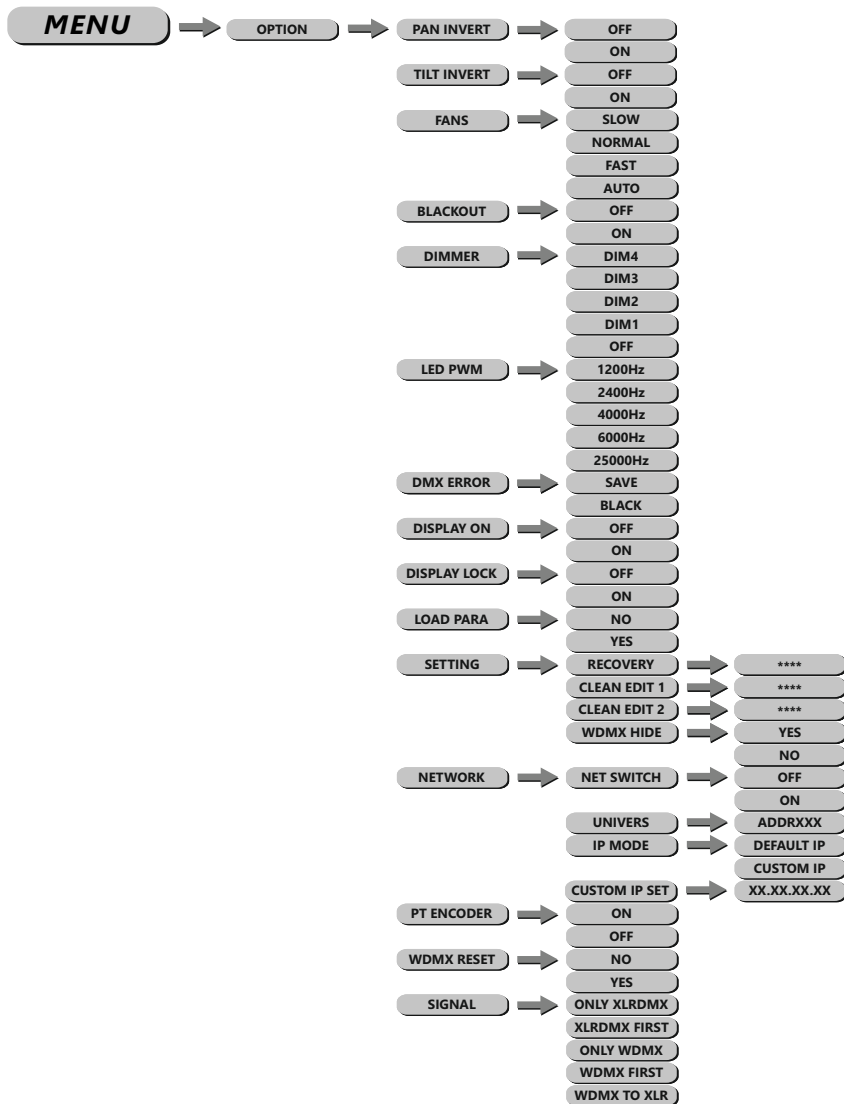 MENU OPTION PAN INVERT OFF
ON
TILT INVERT OFF
ON
FANS SLOW
NORMAL
FAST
AUTO
BLACKOUT OFF
ON
DIMMER DIM4
DIM3
DIM2
DIM1
OFF
LED PWM 1200Hz
2400Hz
4000Hz
6000Hz
25000Hz
DMX ERROR SAVE
BLACK
DISPLAY ON OFF
ON
DISPLAY LOCK OFF
ON
LOAD PARA NO
YES
SETTING RECOVERY ****
CLEAN EDIT 1 ****
CLEAN EDIT 2 ****
WDMX HIDE YES
NO
NETWORK NET SWITCH OFF
ON
UNIVERS ADDRXXX
IP MODE DEFAULT IP
CUSTOM IP
CUSTOM IP SET XX.XX.XX.XX
PT ENCODER ON
OFF
WDMX RESET NO
YES
SIGNAL ONLY XLRDMX
XLRDMX FIRST
ONLY WDMX
WDMX FIRST
WDMX TO XLR